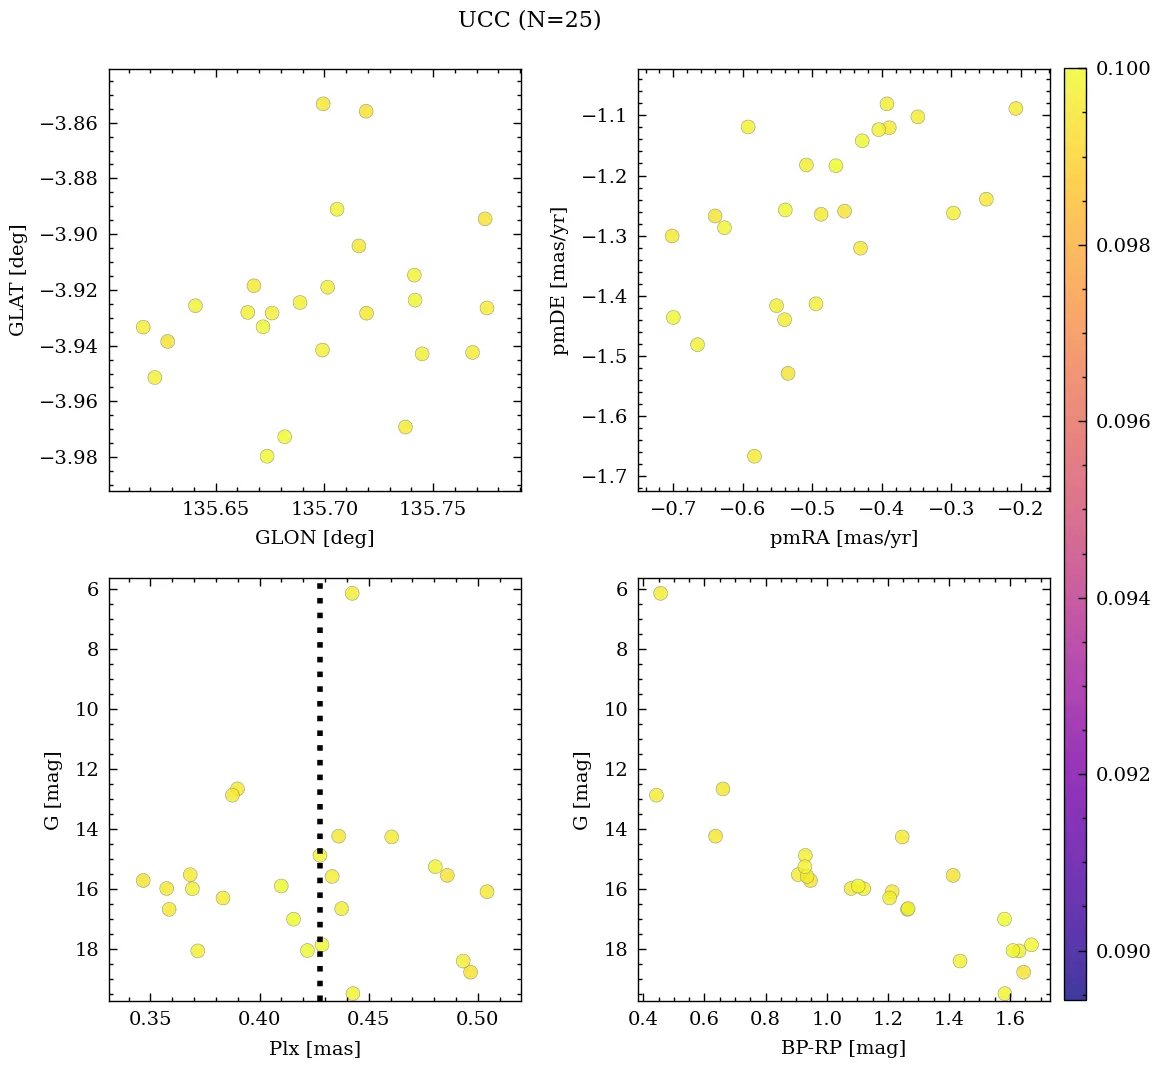 UCC (N=25)
−3.86
−3.88
−3.90
−3.92
−3.94
−3.96
−3.98
GLAT [deg]
135.65 135.70 135.75
GLON [deg]
−1.1
−1.2
−1.3
−1.4
−1.5
−1.6
−1.7
pmDE [mas/yr]
−0.7 −0.6 −0.5 −0.4 −0.3 −0.2
pmRA [mas/yr]
6
8
10
12
14
16
18
G [mag]
0.35 0.40 0.45 0.50
Plx [mas]
6
8
10
12
14
16
18
G [mag]
0.4 0.6 0.8 1.0 1.2 1.4 1.6
BP-RP [mag]
0.100
0.098
0.096
0.094
0.092
0.090